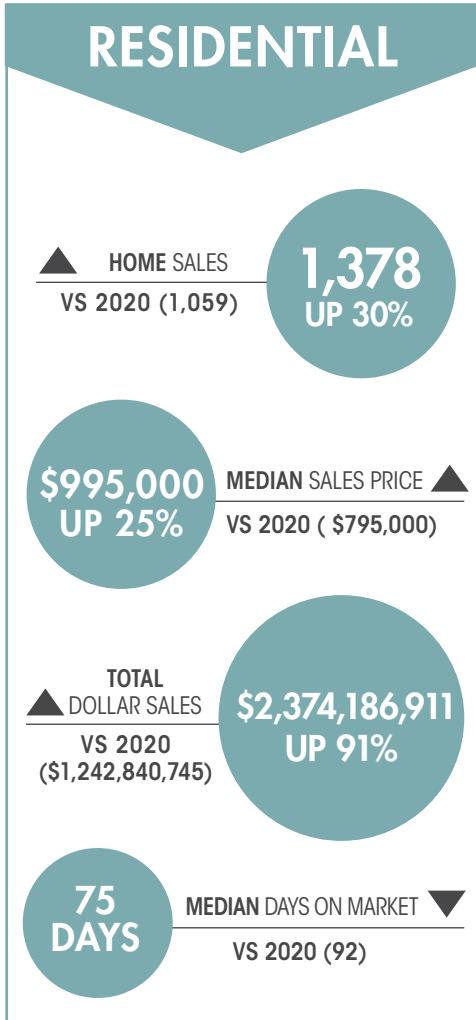 RESIDENTIAL
HOME SALES
VS 2020 (1,059)
1,378
UP 30%
$995,000
UP 25%
MEDIAN SALES PRICE
VS 2020 ( $795,000)
TOTAL
DOLLAR SALES
VS 2020
($1,242,840,745)
$2,374,186,911
UP 91%
75
DAYS
MEDIAN DAYS ON MARKET
VS 2020 (92)